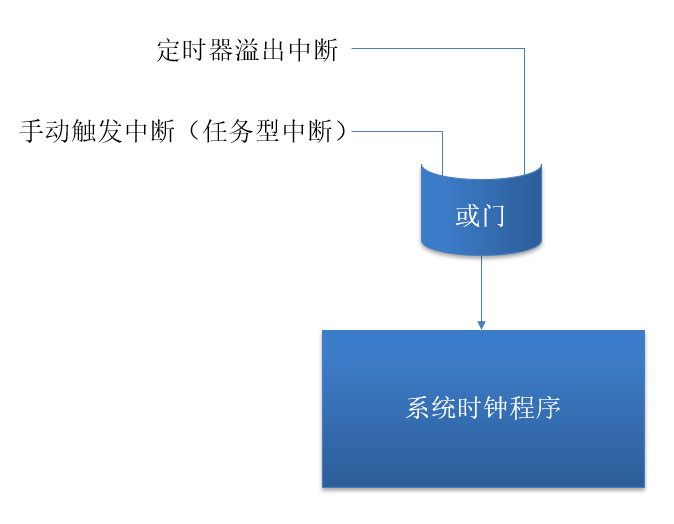 定时器溢出中断
手动触发中断（任务型中断）
或门
系统时钟程序